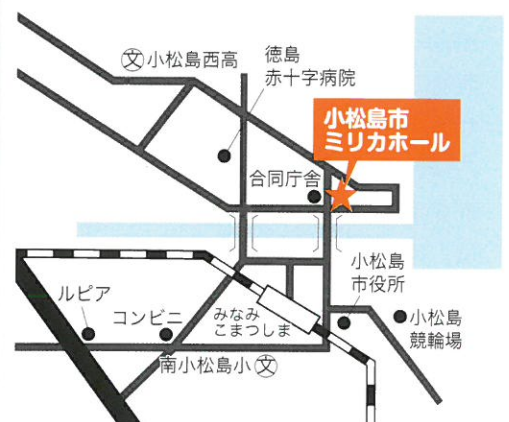 文小松島西高
徳島
赤十字病院
小松島市
ミリカホール
合同庁舎
小松島
市役所
ルピア
コンビニ
みなみ
こまつしま
小松島
競輪場
南小松島小文